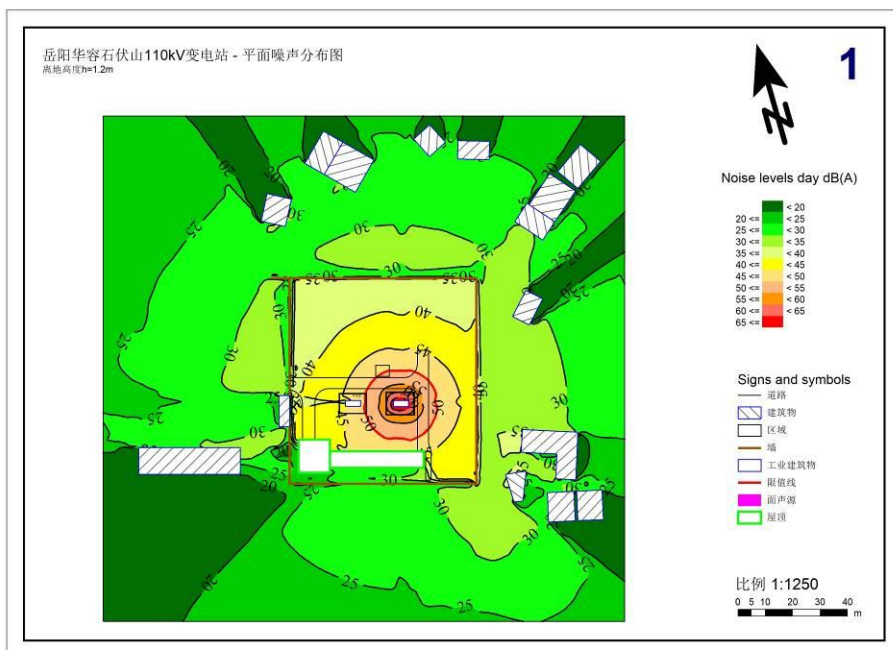 岳阳华容石伏山110kV变电站 - 平面噪声分布图
离地高度h=1.2m
1
Noise levels day dB(A)
< 20
20 <= < 25
25 <= < 30
30 <= < 35
35 <= < 40
40 <= < 45
45 <= < 50
50 <= < 55
55 <= < 60
60 <= < 65
65 <=
Signs and symbols
道路
建筑物
区域
墙
工业建筑物
限值线
面声源
屋顶
比例 1:1250
0 5 10 20 30 40
m